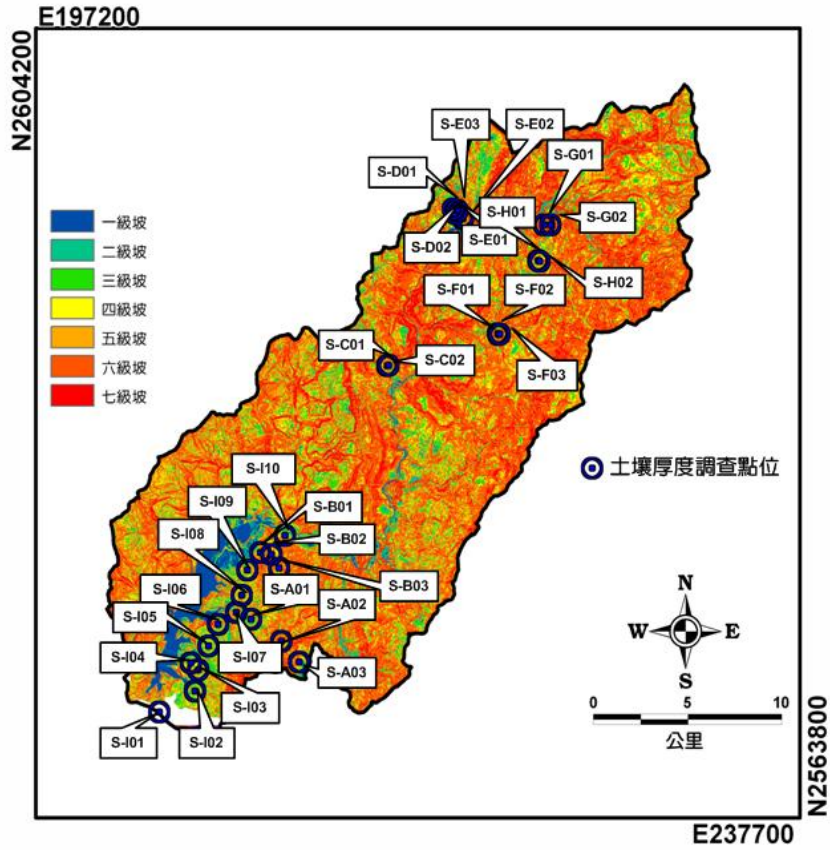 E197200
N2604200
S-E03
S-E02
S-G01
S-D01
S-H01
S-G02
S-D02
S-E01
S-H02
S-F01
S-F02
S-C01
S-C02
S-F03
一級坡
二級坡
三級坡
四級坡
五級坡
六級坡
七級坡
土壤厚度調查點位
S-I10
S-I09
S-B01
S-I08
S-B02
S-B03
S-I06
S-A01
S-A02
S-I05
S-I04
S-I07
S-A03
S-I03
S-I01
S-I02
N
W
E
S
0
5
10
公里
N2563800
E237700